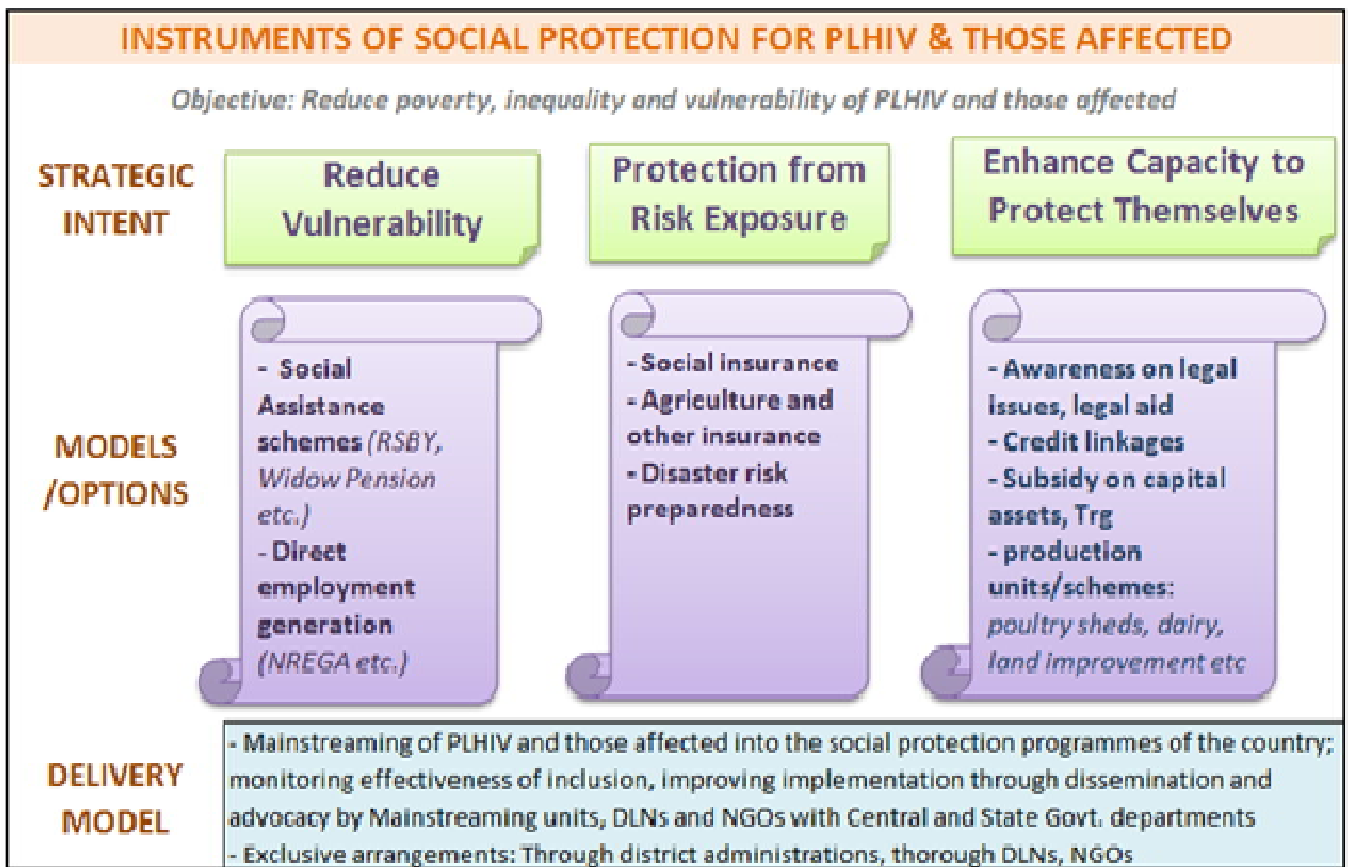 INSTRUMENTS OF SOCIAL PROTECTION FOR PLHIV & THOSE AFFECTED
Objective: Reduce poverty, inequality and vulnerability of PLHIV and those affected
STRATEGIC
INTENT
Reduce
Vulnerability
Protection from
Risk Exposure
Enhance Capacity to
Protect Themselves
MODELS
/OPTIONS
- Social
Assistance
schemes (RSBY,
Widow Pension
etc.)
- Direct
employment
generation
(NREGA etc.)
- Social insurance
- Agriculture and
other insurance
- Disaster risk
preparedness
- Awareness on legal
issues, legal aid
- Credit linkages
- Subsidy on capital
assets, Trg
- production
units/schemes:
poultry sheds, dairy,
land improvement etc
DELIVERY
MODEL
- Mainstreaming of PLHIV and those affected into the social protection programmes of the country;
monitoring effectiveness of inclusion, improving implementation through dissemination and
advocacy by Mainstreaming units, DLNs and NGOs with Central and State Govt. departments
- Exclusive arrangements: Through district administrations, thorough DLNs, NGOs